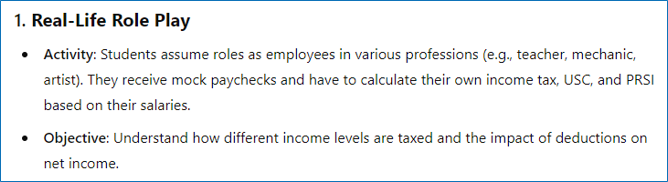 1. Real-Life Role Play
• Activity: Students assume roles as employees in various professions (e.g., teacher, mechanic,
artist). They receive mock paychecks and have to calculate their own income tax, USC, and PRSI
based on their salaries.
• Objective: Understand how different income levels are taxed and the impact of deductions on
net income.